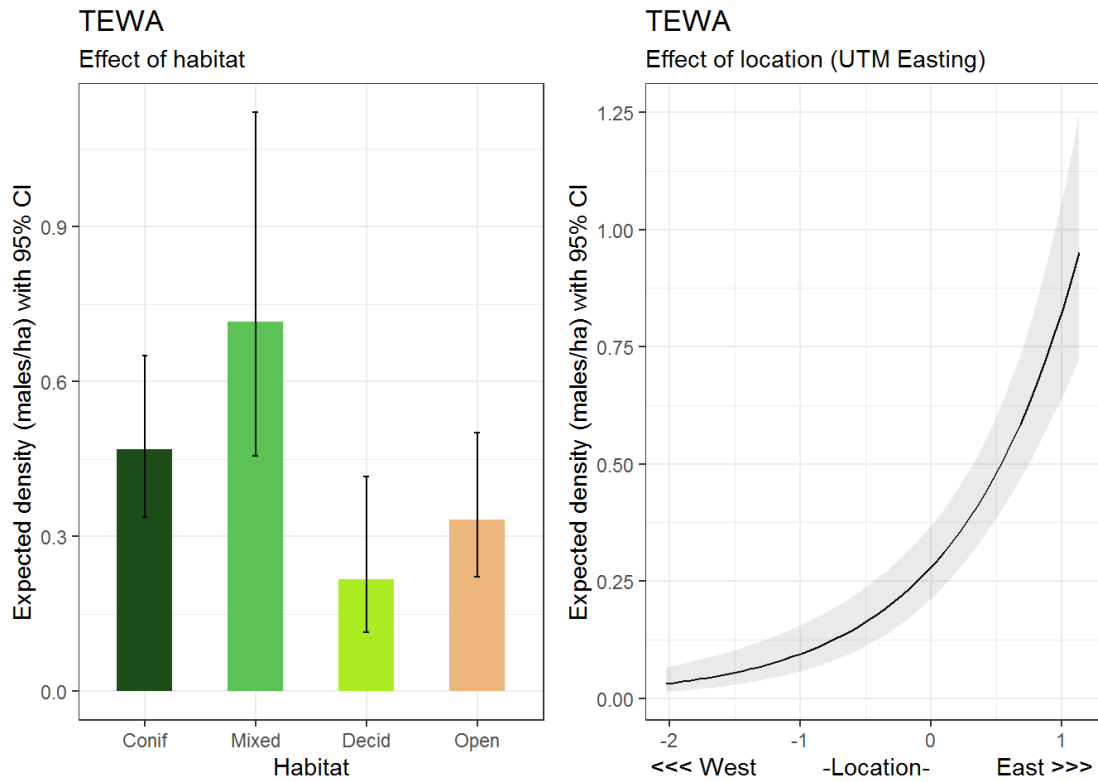 TEWA
Effect of habitat
Expected density (males/ha) with 95% CI
0.9
0.6
0.3
0.0
Conif Mixed Decid Open
Habitat
TEWA
Effect of location (UTM Easting)
Expected density (males/ha) with 95% CI
1.25
1.00
0.75
0.50
0.25
0.00
-2 -1 0 1
<<< West -Location- East >>>